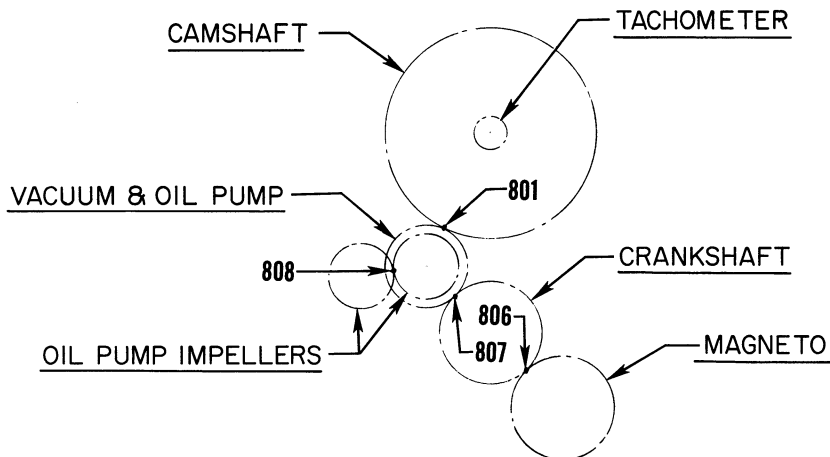 CAMSHAFT
TACHOMETER
VACUUM & OIL PUMP
801
808
CRANKSHAFT
806
807
OIL PUMP IMPELLERS
MAGNETO